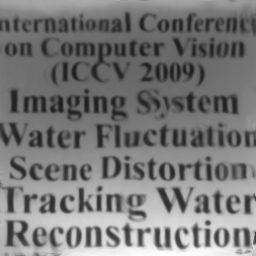 International Conference
on Computer Vision
(ICCV 2009)
Imaging System
Water Fluctuation
Scene Distortion
Tracking Water
Reconstruction